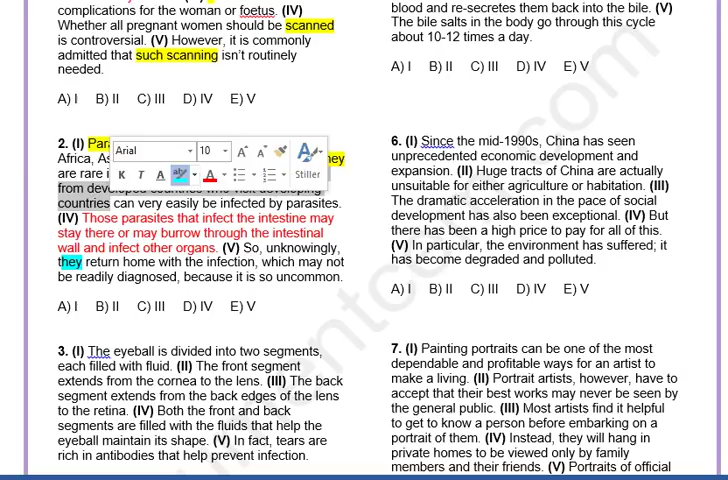 complications for the woman or foetus. (IV)
Whether all pregnant women should be scanned
is controversial. (V) However, it is commonly
admitted that such scanning isn't routinely
needed.
A) I B) II C) III D) IV E) V
2. (I) Para
Africa, As
hey
are rare i
from developed countries who visit developing
countries can very easily be infected by parasites.
(IV) Those parasites that infect the intestine may
stay there or may burrow through the intestinal
wall and infect other organs. (V) So, unknowingly,
they return home with the infection, which may not
be readily diagnosed, because it is so uncommon.
A) I B) II C) III D) IV E) V
3. (I) The eyeball is divided into two segments,
each filled with fluid. (II) The front segment
extends from the cornea to the lens. (III) The back
segment extends from the back edges of the lens
to the retina. (IV) Both the front and back
segments are filled with the fluids that help the
eyeball maintain its shape. (V) In fact, tears are
rich in antibodies that help prevent infection.
Arial 10 A A A
K T A aby A Stiller
blood and re-secretes them back into the bile. (V)
The bile salts in the body go through this cycle
about 10-12 times a day.
A) I B) II C) III D) IV E) V
6. (I) Since the mid-1990s, China has seen
unprecedented economic development and
expansion. (II) Huge tracts of China are actually
unsuitable for either agriculture or habitation. (III)
The dramatic acceleration in the pace of social
development has also been exceptional. (IV) But
there has been a high price to pay for all of this.
(V) In particular, the environment has suffered; it
has become degraded and polluted.
A) I B) II C) III D) IV E) V
7. (I) Painting portraits can be one of the most
dependable and profitable ways for an artist to
make a living. (II) Portrait artists, however, have to
accept that their best works may never be seen by
the general public. (III) Most artists find it helpful
to get to know a person before embarking on a
portrait of them. (IV) Instead, they will hang in
private homes to be viewed only by family
members and their friends. (V) Portraits of official